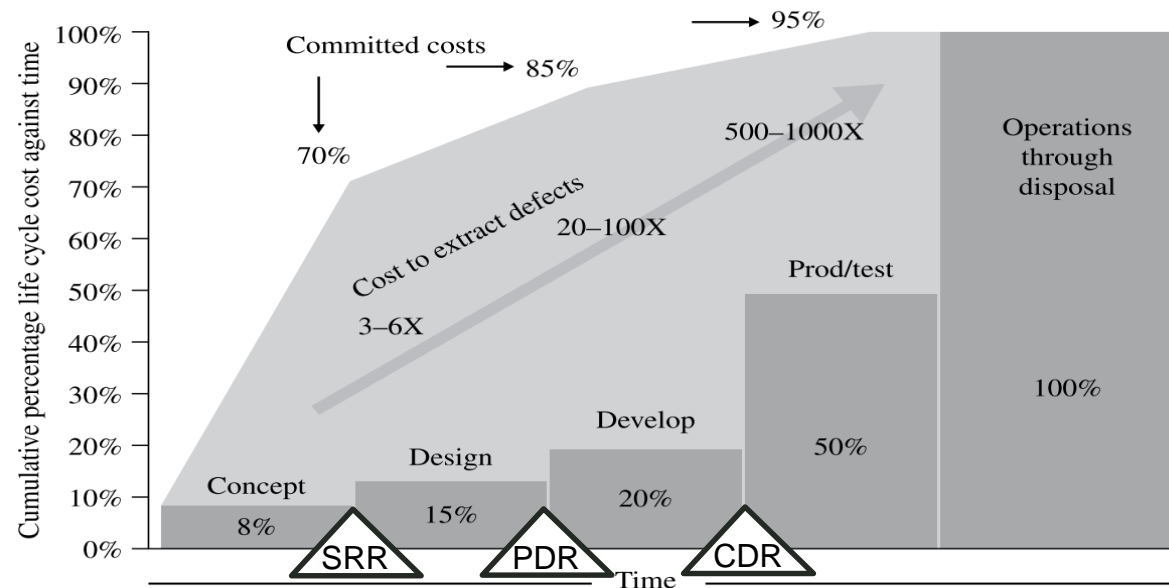 Cumulative percentage life cycle cost against time
100%
90%
80%
70%
60%
50%
40%
30%
20%
10%
0%
Committed costs
70%
85%
95%
Cost to extract defects
3–6X
20–100X
500–1000X
Concept
8%
Design
15%
Develop
20%
Prod/test
50%
Operations
through
disposal
100%
SRR
PDR
CDR
Time